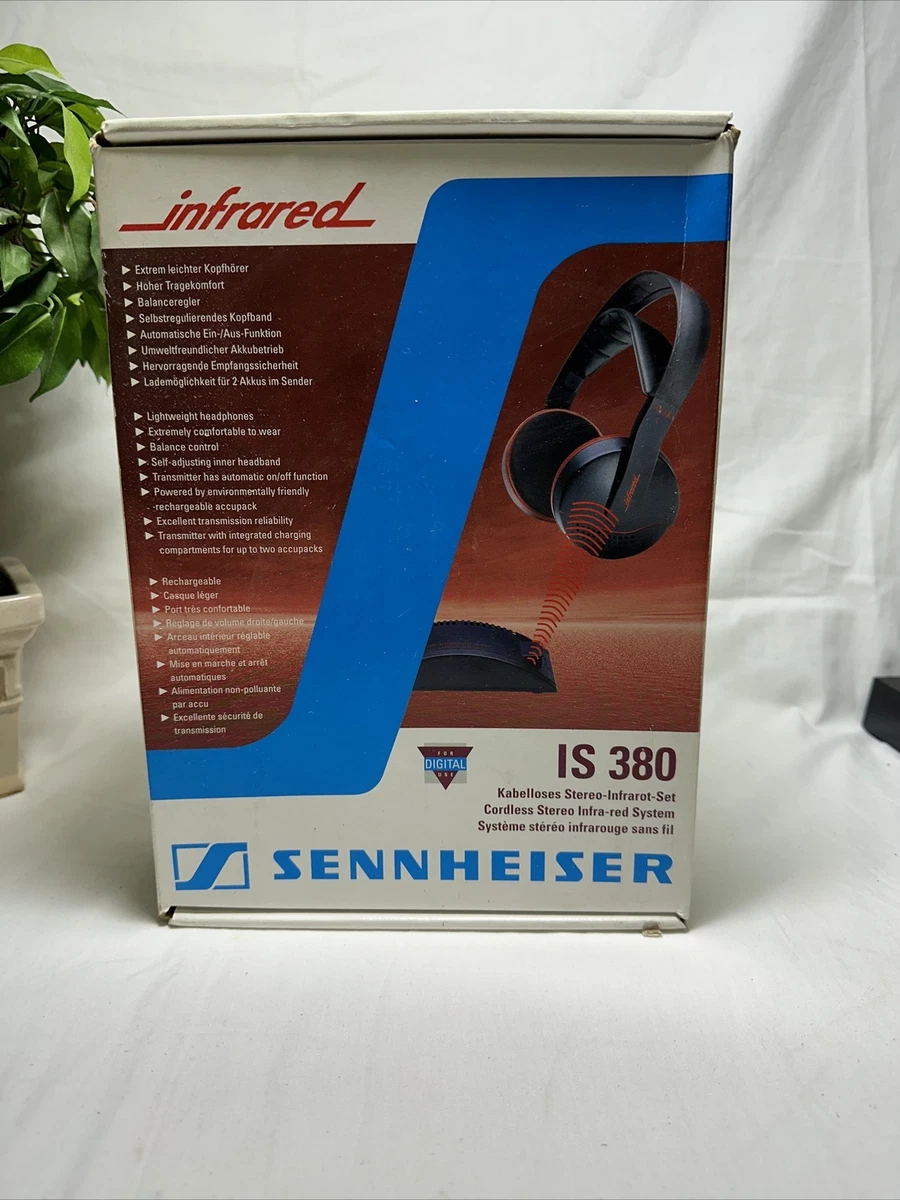 infrared
▶ Extrem leichter Kopfhörer
▶ Hoher Tragekomfort
▶ Balanceregler
▶ Selbstregulierendes Kopfband
▶ Automatische Ein-/Aus-Funktion
▶ Umweltfreundlicher Akkubetrieb
▶ Hervorragende Empfangssicherheit
▶ Lademöglichkeit für 2 Akkus im Sender
▶ Lightweight headphones
▶ Extremely comfortable to wear
▶ Balance control
▶ Self-adjusting inner headband
▶ Transmitter has automatic on/off function
▶ Powered by environmentally friendly
rechargeable accupack
▶ Excellent transmission reliability
▶ Transmitter with integrated charging
compartments for up to two accupacks
▶ Rechargeable
▶ Casque léger
▶ Port très confortable
▶ Réglage de volume droite/gauche
▶ Arceau intérieur réglable
automatiquement
▶ Mise en marche et arrêt
automatiques
▶ Alimentation non-polluante
par accu
▶ Excellente sécurité de
transmission
infrared
FOR
DIGITAL
USE
IS 380
Kabelloses Stereo-Infrarot-Set
Cordless Stereo Infra-red System
Système stéréo infrarouge sans fil
SENNHEISER